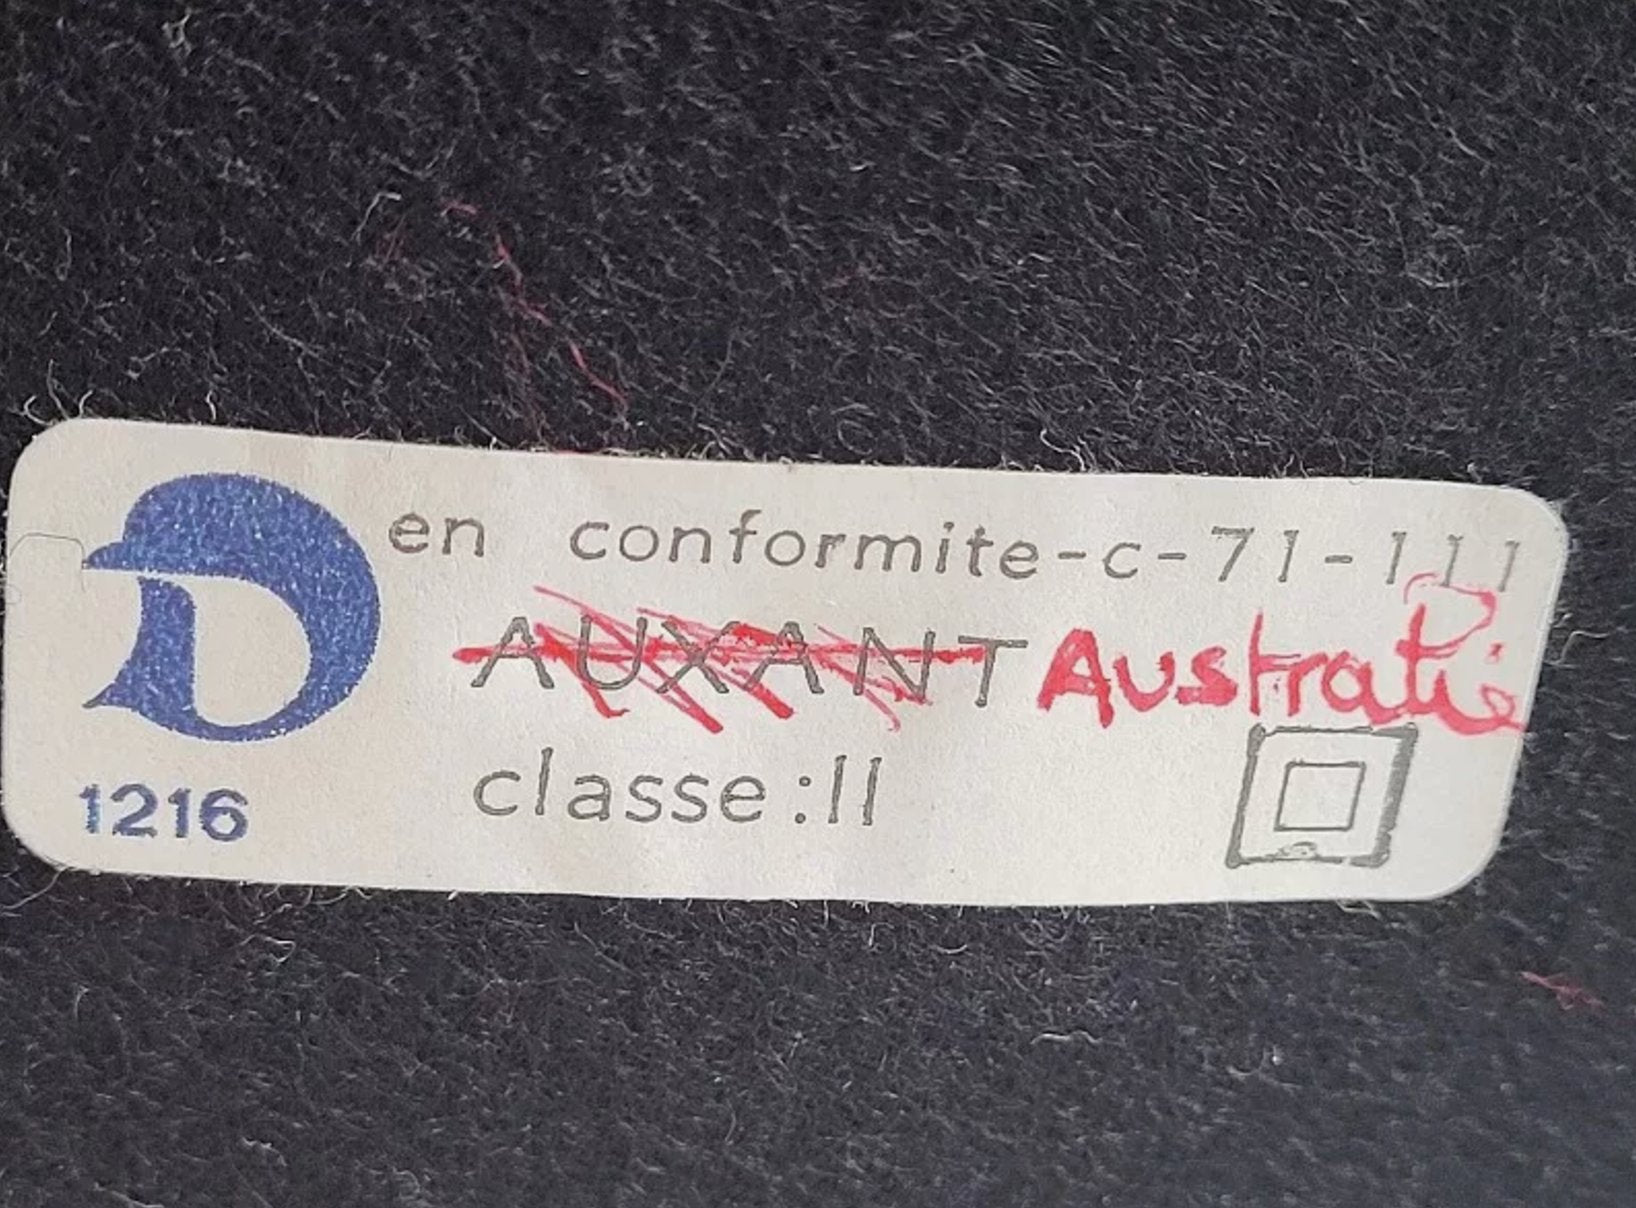 D
en conformite-c-71-111
AUXANT Australie
classe:II
1216